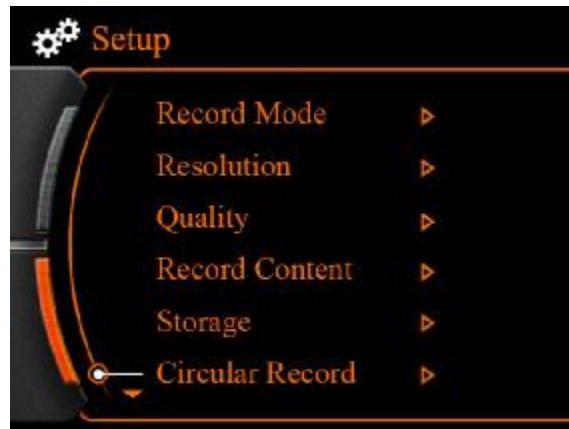 Setup
Record Mode
Resolution
Quality
Record Content
Storage
Circular Record